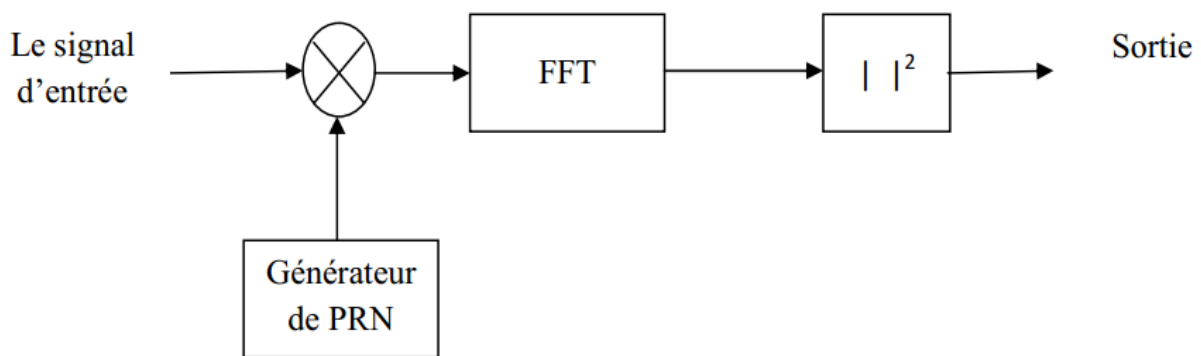 Le signal
d’entrée
FFT
| |²
Sortie
Générateur
de PRN